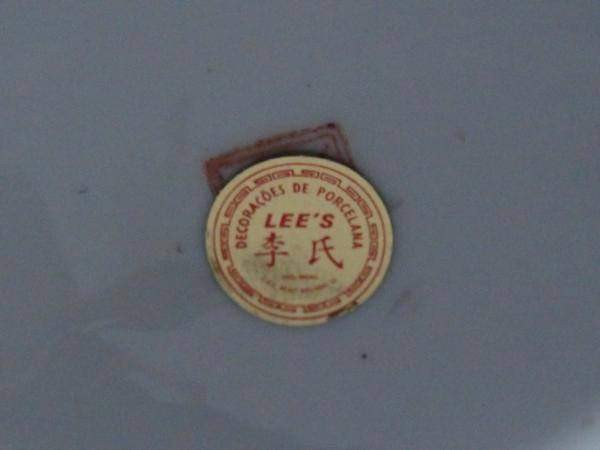 DECORAÇÕES DE PORCELANA
LEE'S
李氏